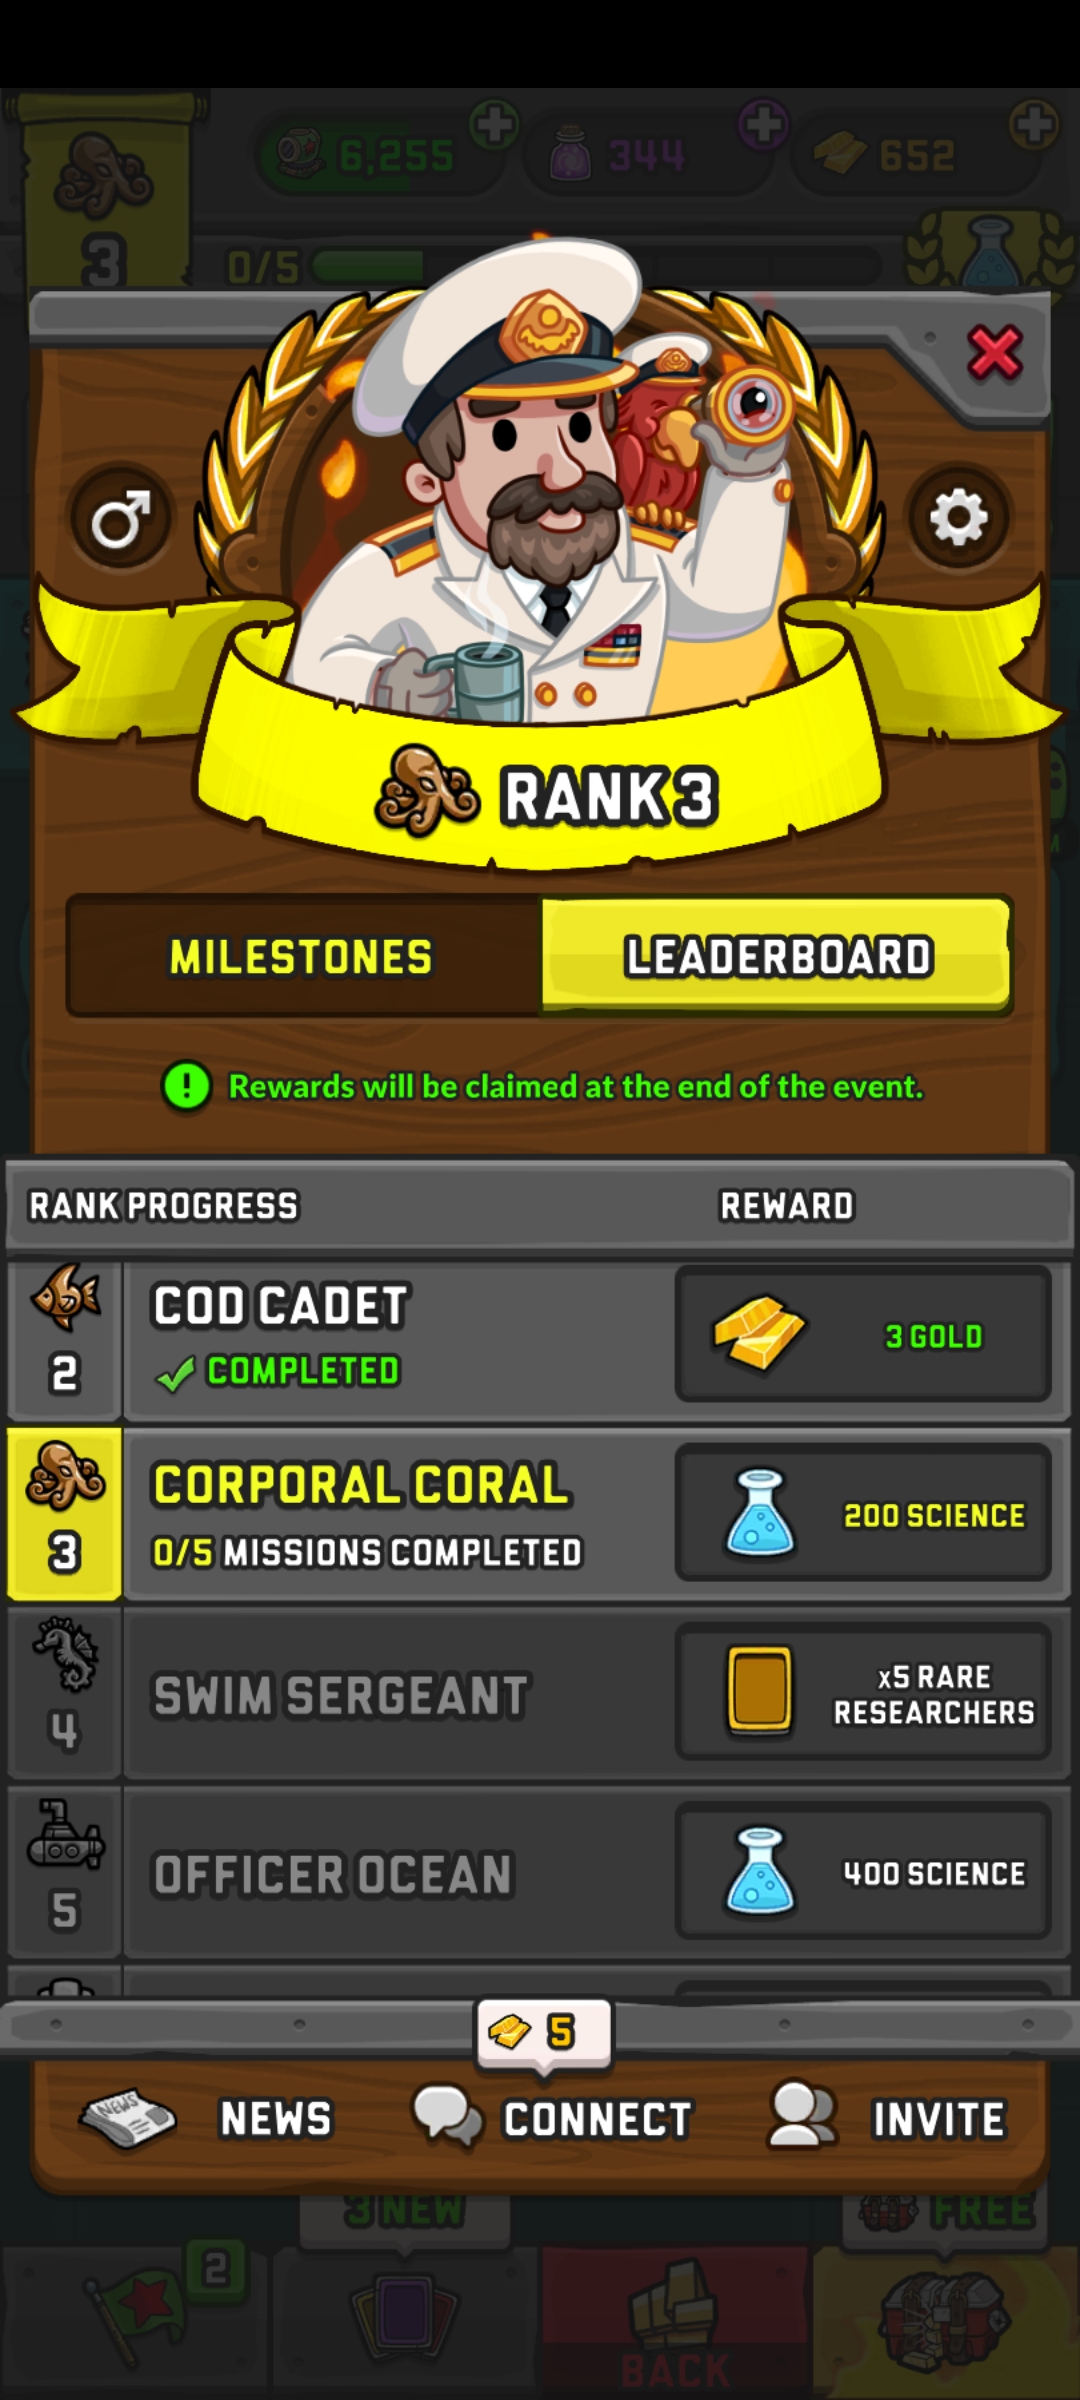 6,255
344
652
3
0/5
RANK 3
MILESTONES
LEADERBOARD
! Rewards will be claimed at the end of the event.
RANK PROGRESS
REWARD
2
COD CADET
COMPLETED
3 GOLD
3
CORPORAL CORAL
0/5 MISSIONS COMPLETED
200 SCIENCE
4
SWIM SERGEANT
x5 RARE
RESEARCHERS
5
OFFICER OCEAN
400 SCIENCE
5
NEWS
NEWS
CONNECT
INVITE
3 NEW
FREE
2
BACK